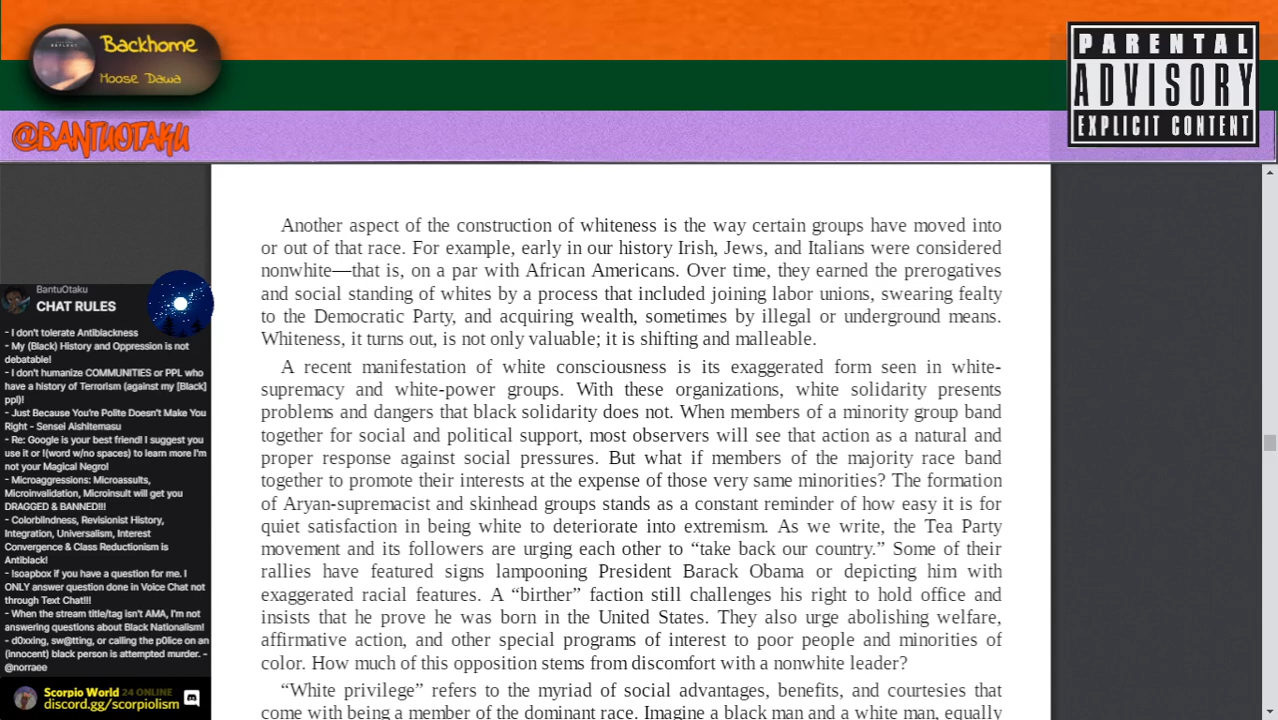 Backhome
Moose Dawa
PARENTAL
ADVISORY
EXPLICIT CONTENT
@BANTUOTAKU
BantuOtaku
CHAT RULES
- I don't tolerate Antiblackness
- My (Black) History and Oppression is not
debatable!
- I don't humanize COMMUNITIES or PPL who
have a history of Terrorism (against my [Black]
ppl)!
- Just Because You're Polite Doesn't Make You
Right - Sensei Aishitemasu
- Re: Google is your best friend! I suggest you
use it or !(word w/no spaces) to learn more I'm
not your Magical Negro!
- Microaggressions: Microassults,
Microinvalidation, Microinsult will get you
DRAGGED & BANNED!!!
- Colorblindness, Revisionist History,
Integration, Universalism, Interest
Convergence & Class Reductionism is
Antiblack!
- !soapbox if you have a question for me. I
ONLY answer question done in Voice Chat not
through Text Chat!!!
- When the stream title/tag isn't AMA, I'm not
answering questions about Black Nationalism!
- d0xxing, sw@tting, or calling the p0lice on an
(innocent) black person is attempted murder. -
@norraee
Scorpio World 24 ONLINE
discord.gg/scorpiolism
Another aspect of the construction of whiteness is the way certain groups have moved into
or out of that race. For example, early in our history Irish, Jews, and Italians were considered
nonwhite—that is, on a par with African Americans. Over time, they earned the prerogatives
and social standing of whites by a process that included joining labor unions, swearing fealty
to the Democratic Party, and acquiring wealth, sometimes by illegal or underground means.
Whiteness, it turns out, is not only valuable; it is shifting and malleable.
A recent manifestation of white consciousness is its exaggerated form seen in white-
supremacy and white-power groups. With these organizations, white solidarity presents
problems and dangers that black solidarity does not. When members of a minority group band
together for social and political support, most observers will see that action as a natural and
proper response against social pressures. But what if members of the majority race band
together to promote their interests at the expense of those very same minorities? The formation
of Aryan-supremacist and skinhead groups stands as a constant reminder of how easy it is for
quiet satisfaction in being white to deteriorate into extremism. As we write, the Tea Party
movement and its followers are urging each other to “take back our country.” Some of their
rallies have featured signs lampooning President Barack Obama or depicting him with
exaggerated racial features. A “birther” faction still challenges his right to hold office and
insists that he prove he was born in the United States. They also urge abolishing welfare,
affirmative action, and other special programs of interest to poor people and minorities of
color. How much of this opposition stems from discomfort with a nonwhite leader?
“White privilege” refers to the myriad of social advantages, benefits, and courtesies that
come with being a member of the dominant race. Imagine a black man and a white man, equally